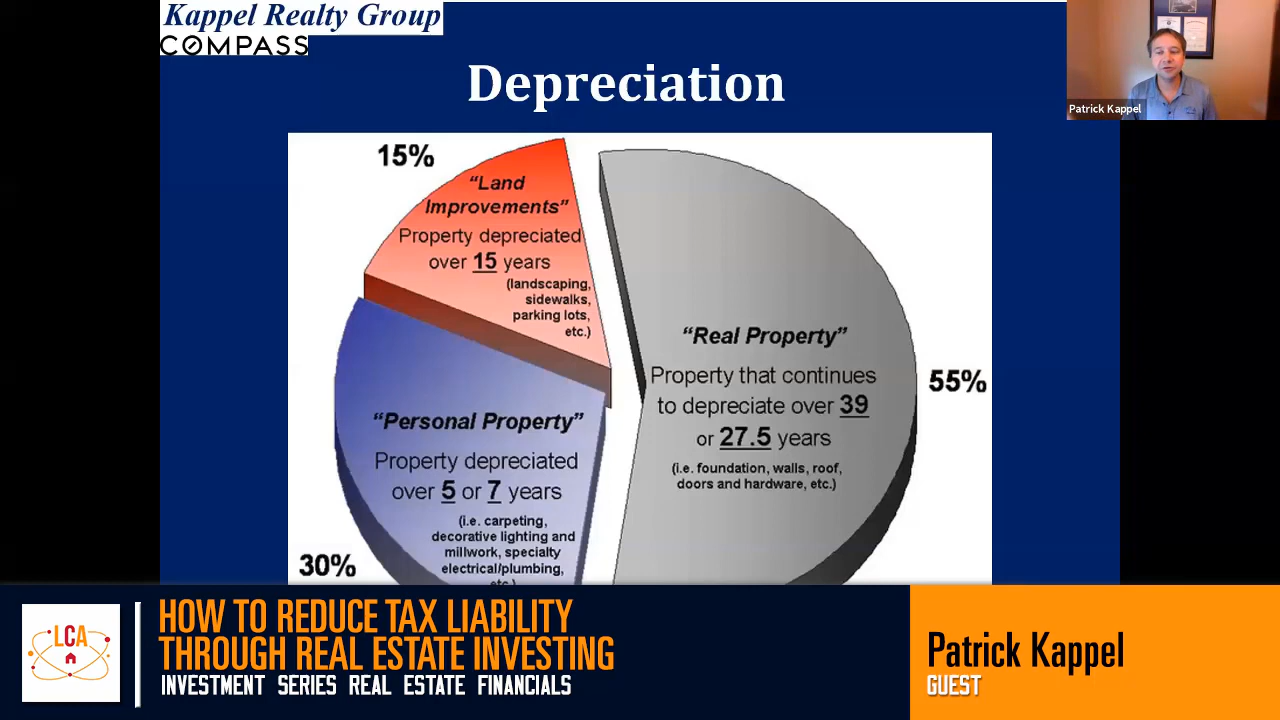 Kappel Realty Group
COMPASS
Depreciation
Patrick Kappel
15%
"Land
Improvements"
Property depreciated
over 15 years
(landscaping,
sidewalks,
parking lots,
etc.)
"Real Property"
Property that continues
to depreciate over 39
or 27.5 years
(i.e. foundation, walls, roof,
doors and hardware, etc.)
55%
"Personal Property"
Property depreciated
over 5 or 7 years
(i.e. carpeting,
decorative lighting and
millwork, specialty
electrical/plumbing,
etc.)
30%
LCA
HOW TO REDUCE TAX LIABILITY
THROUGH REAL ESTATE INVESTING
INVESTMENT SERIES REAL ESTATE FINANCIALS
Patrick Kappel
GUEST